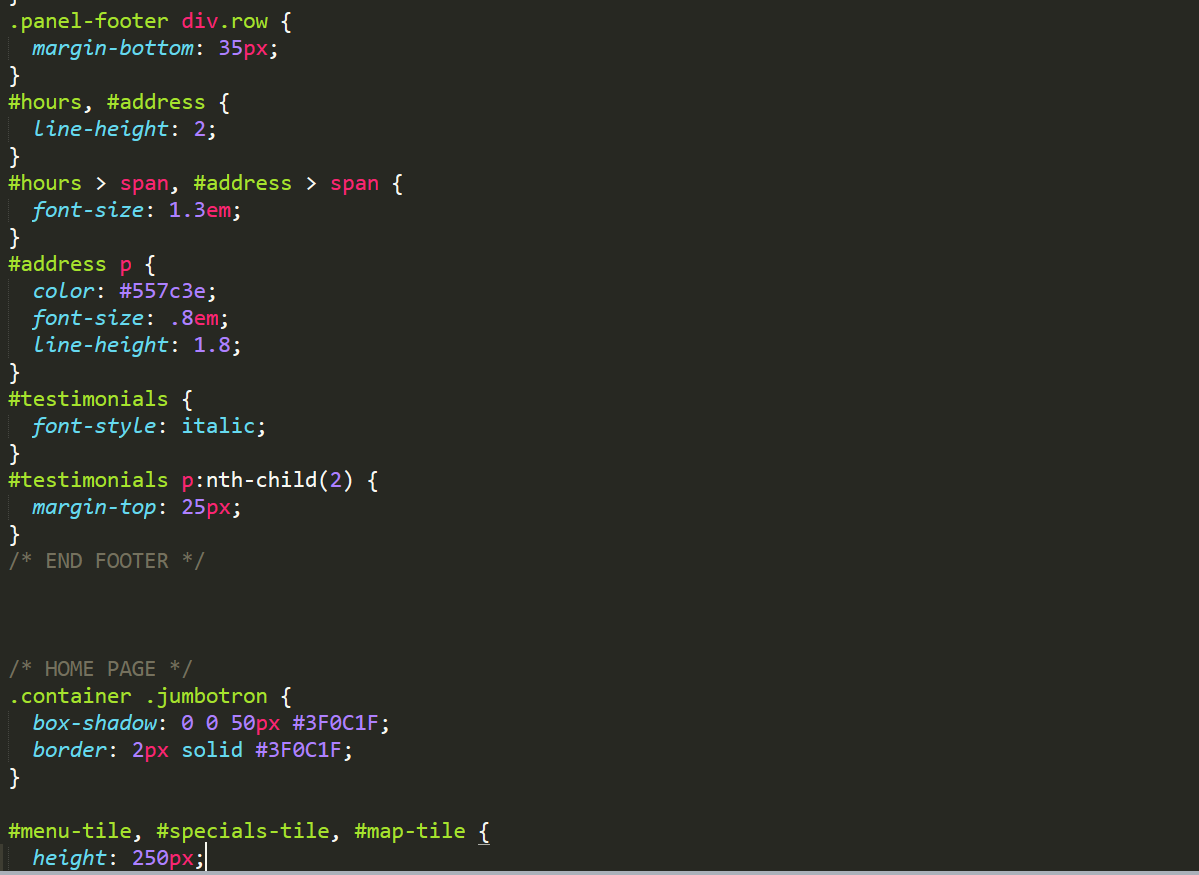 }
.panel-footer div.row {
  margin-bottom: 35px;
}
#hours, #address {
  line-height: 2;
}
#hours > span, #address > span {
  font-size: 1.3em;
}
#address p {
  color: #557c3e;
  font-size: .8em;
  line-height: 1.8;
}
#testimonials {
  font-style: italic;
}
#testimonials p:nth-child(2) {
  margin-top: 25px;
}
/* END FOOTER */
/* HOME PAGE */
.container .jumbotron {
  box-shadow: 0 0 50px #3F0C1F;
  border: 2px solid #3F0C1F;
}
#menu-tile, #specials-tile, #map-tile {
  height: 250px;